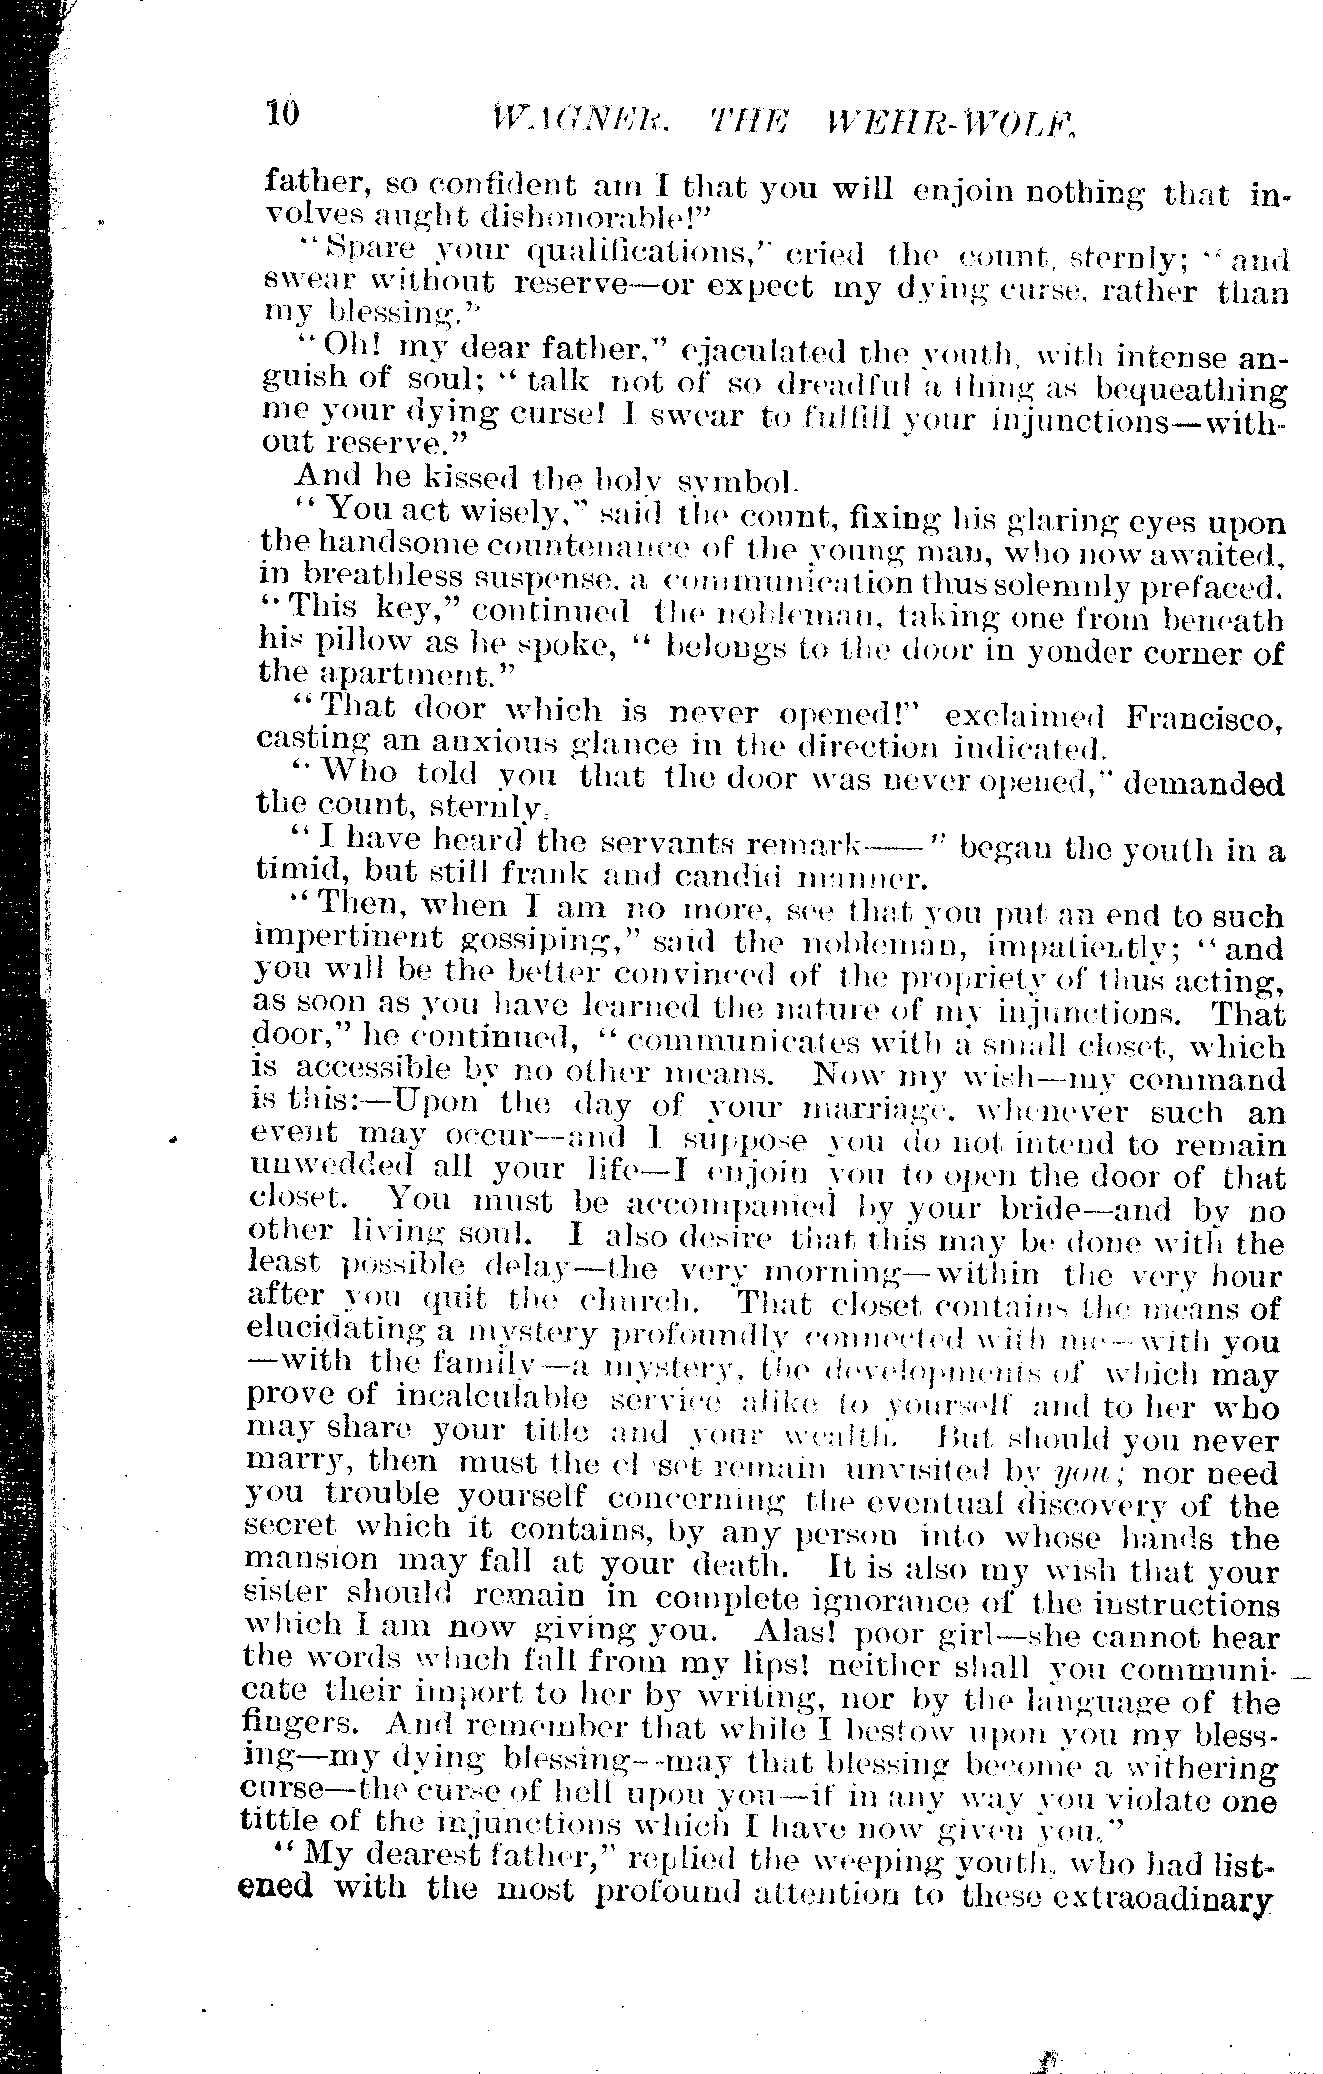 10 WAGNER. THE WEHR-WOLF.
father, so confident am I that you will enjoin nothing that in-
volves aught dishonorable!"
"Spare your qualifications," cried the count, sternly; "and
swear without reserve—or expect my dying curse, rather than
my blessing."
"Oh! my dear father," ejaculated the youth, with intense an-
guish of soul; "talk not of so dreadful a thing as bequeathing
me your dying curse! I swear to fulfill your injunctions—with-
out reserve."
And he kissed the holy symbol.
"You act wisely," said the count, fixing his glaring eyes upon
the handsome countenance of the young man, who now awaited,
in breathless suspense, a communication thus solemnly prefaced.
"This key," continued the nobleman, taking one from beneath
his pillow as he spoke, "belongs to the door in yonder corner of
the apartment."
"That door which is never opened!" exclaimed Francisco,
casting an anxious glance in the direction indicated.
"Who told you that the door was never opened," demanded
the count, sternly.
"I have heard the servants remark——" began the youth in a
timid, but still frank and candid manner.
"Then, when I am no more, see that you put an end to such
impertinent gossiping," said the nobleman, impatiently; "and
you will be the better convinced of the propriety of thus acting,
as soon as you have learned the nature of my injunctions. That
door," he continued, "communicates with a small closet, which
is accessible by no other means. Now my wish—my command
is this:—Upon the day of your marriage, whenever such an
event may occur—and I suppose you do not intend to remain
unwedded all your life—I enjoin you to open the door of that
closet. You must be accompanied by your bride—and by no
other living soul. I also desire that this may be done with the
least possible delay—the very morning—within the very hour
after you quit the church. That closet contains the means of
elucidating a mystery profoundly connected with me—with you
—with the family—a mystery, the developments of which may
prove of incalculable service alike to yourself and to her who
may share your title and your wealth. But should you never
marry, then must the cl set remain unvisited by you; nor need
you trouble yourself concerning the eventual discovery of the
secret which it contains, by any person into whose hands the
mansion may fall at your death. It is also my wish that your
sister should remain in complete ignorance of the instructions
which I am now giving you. Alas! poor girl—she cannot hear
the words which fall from my lips! neither shall you communi-
cate their import to her by writing, nor by the language of the
fingers. And remember that while I bestow upon you my bless-
ing—my dying blessing—may that blessing become a withering
curse—the curse of hell upon you—if in any way you violate one
tittle of the injunctions which I have now given you."
"My dearest father," replied the weeping youth, who had list-
ened with the most profound attention to these extraoadinary